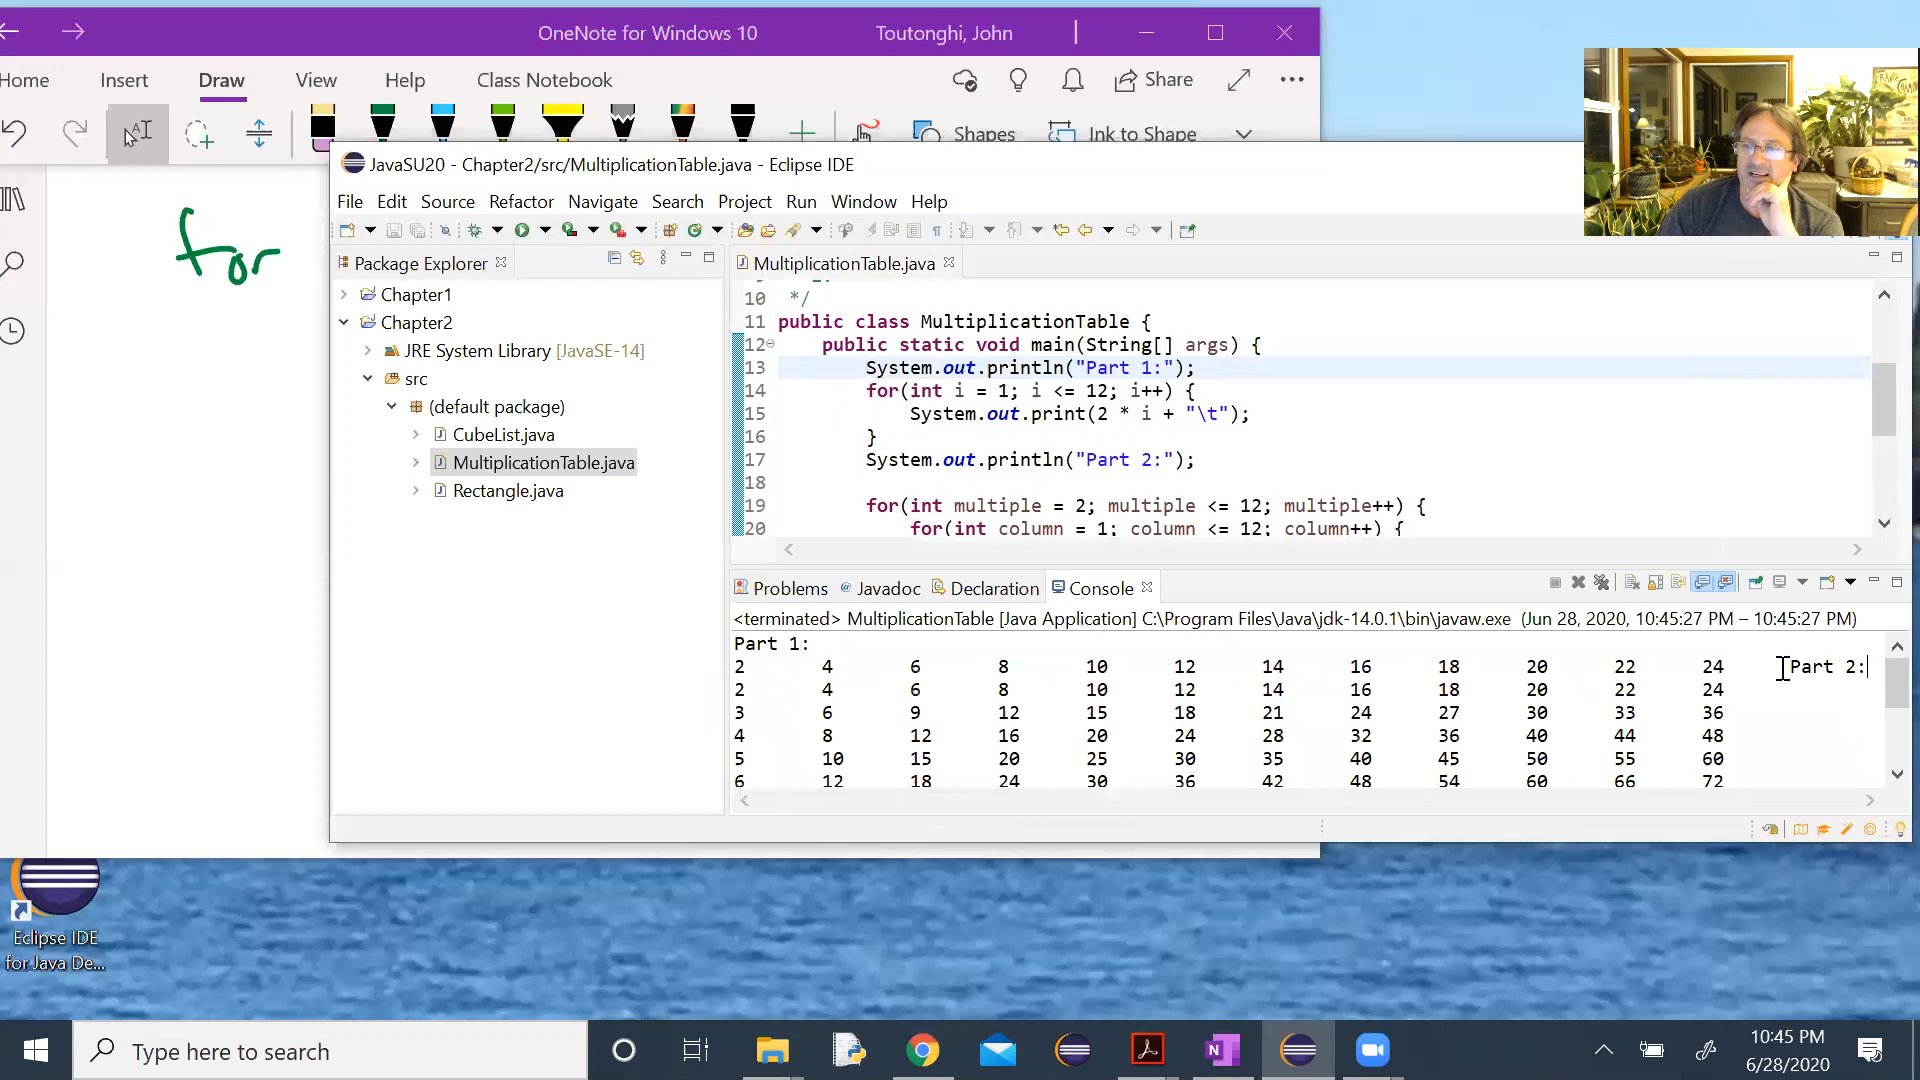 OneNote for Windows 10
Toutonghi, John
Home Insert Draw View Help Class Notebook
Share
Shapes Ink to Shape
for
JavaSU20 - Chapter2/src/MultiplicationTable.java - Eclipse IDE
File Edit Source Refactor Navigate Search Project Run Window Help
Package Explorer
Chapter1
Chapter2
JRE System Library [JavaSE-14]
src
(default package)
CubeList.java
MultiplicationTable.java
Rectangle.java
MultiplicationTable.java
10 */
11 public class MultiplicationTable {
12 public static void main(String[] args) {
13 System.out.println("Part 1:");
14 for(int i = 1; i <= 12; i++) {
15 System.out.print(2 * i + "\t");
16 }
17 System.out.println("Part 2:");
18
19 for(int multiple = 2; multiple <= 12; multiple++) {
20 for(int column = 1; column <= 12; column++) {
Problems @ Javadoc Declaration Console
<terminated> MultiplicationTable [Java Application] C:\Program Files\Java\jdk-14.0.1\bin\javaw.exe (Jun 28, 2020, 10:45:27 PM – 10:45:27 PM)
Part 1:
2 4 6 8 10 12 14 16 18 20 22 24 Part 2:
2 4 6 8 10 12 14 16 18 20 22 24
3 6 9 12 15 18 21 24 27 30 33 36
4 8 12 16 20 24 28 32 36 40 44 48
5 10 15 20 25 30 35 40 45 50 55 60
6 12 18 24 30 36 42 48 54 60 66 72
Eclipse IDE
for Java De...
Type here to search
10:45 PM
6/28/2020